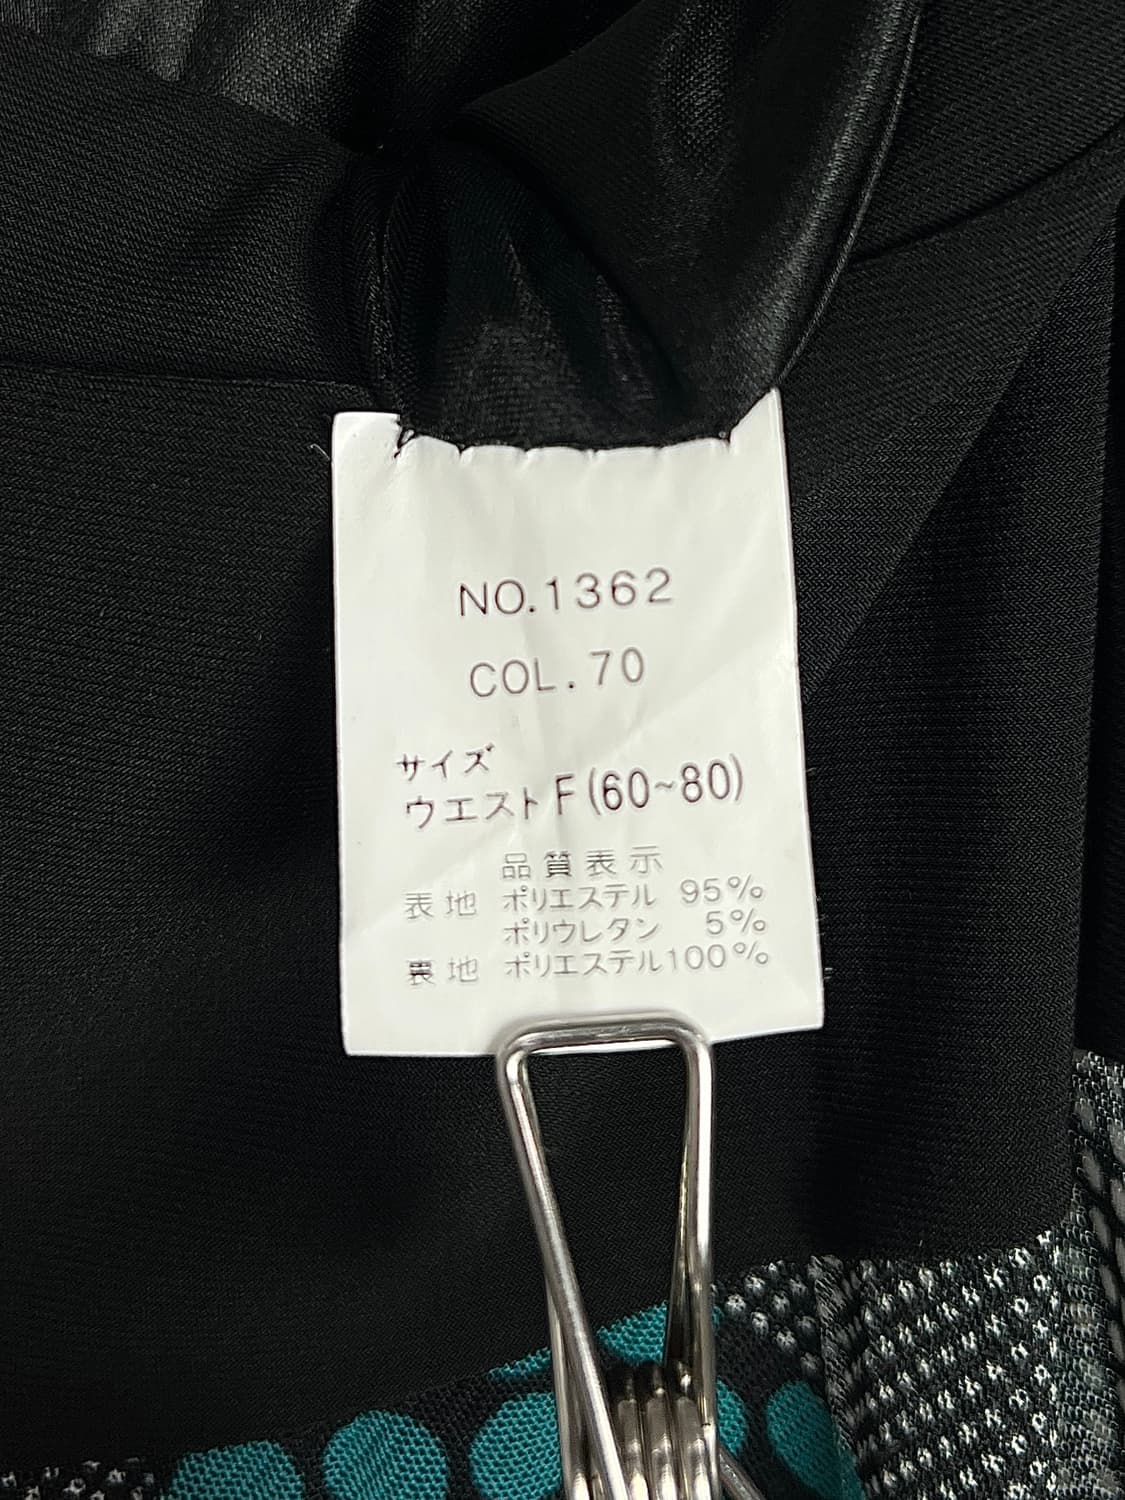 NO.1362
COL.70
サイズ
ウエスト F(60~80)
品質表示
表地 ポリエステル 95%
ポリウレタン 5%
裏地 ポリエステル100%